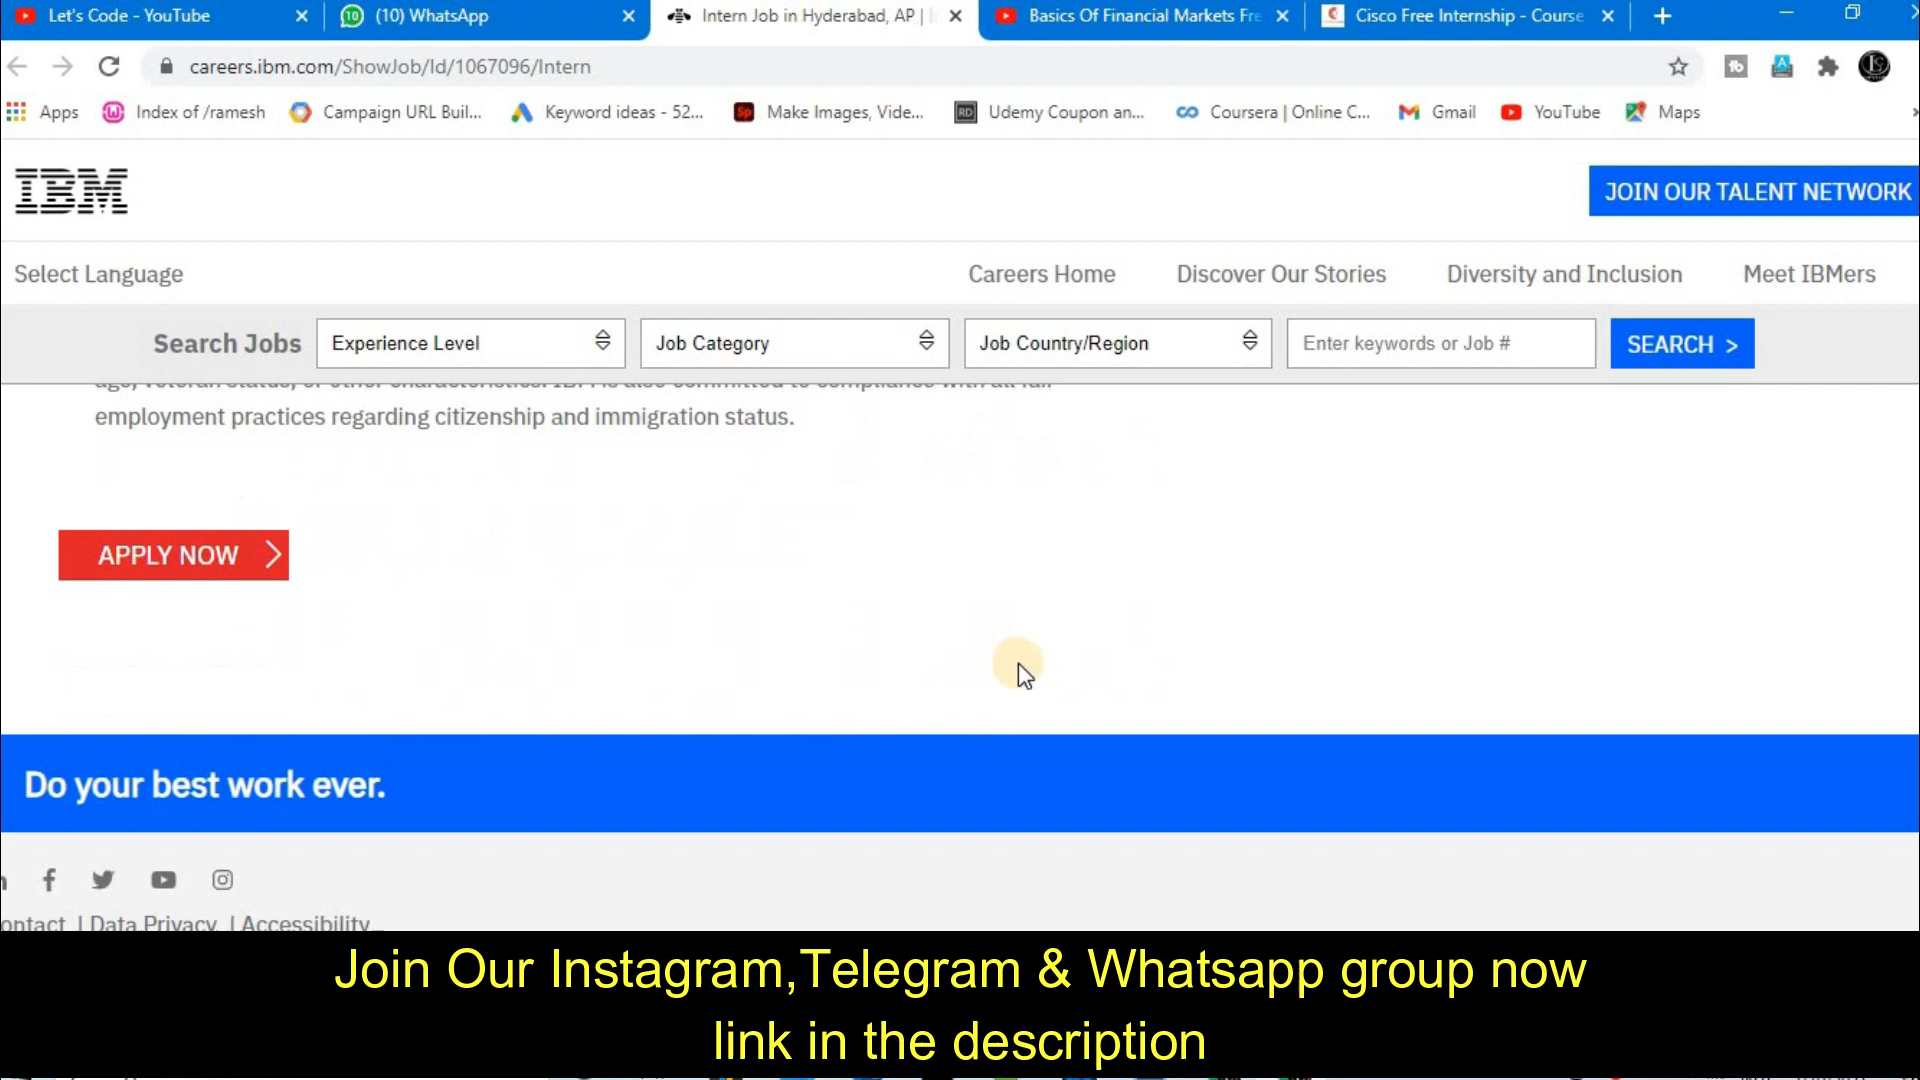 Let's Code - YouTube
10 (10) WhatsApp
Intern Job in Hyderabad, AP |
Basics Of Financial Markets Fre
Cisco Free Internship - Course
careers.ibm.com/ShowJob/Id/1067096/Intern
Apps
Index of /ramesh
Campaign URL Buil...
Keyword ideas - 52...
Sp Make Images, Vide...
RD Udemy Coupon an...
Coursera | Online C...
Gmail
YouTube
Maps
IBM
JOIN OUR TALENT NETWORK
Select Language
Careers Home
Discover Our Stories
Diversity and Inclusion
Meet IBMers
Search Jobs
Experience Level
Job Category
Job Country/Region
Enter keywords or Job #
SEARCH >
employment practices regarding citizenship and immigration status.
APPLY NOW
Do your best work ever.
ontact | Data Privacy | Accessibility
Join Our Instagram,Telegram & Whatsapp group now
link in the description